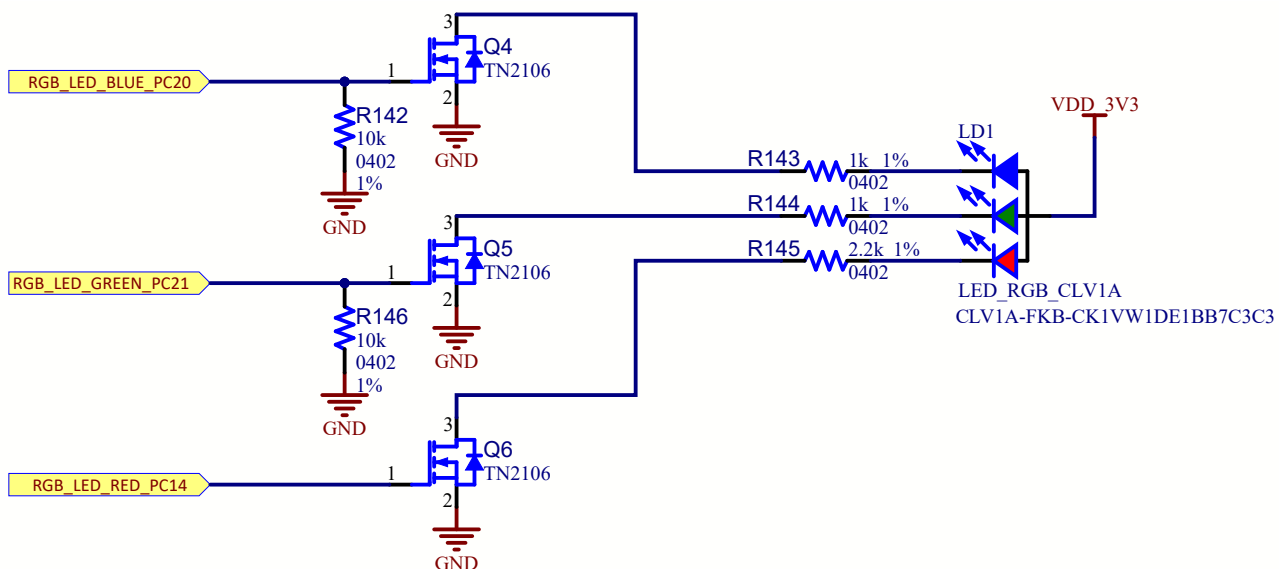 3
Q4
TN2106
1
RGB_LED_BLUE_PC20
2
R142
10k
0402
1%
GND
GND
VDD_3V3
LD1
R143
1k 1%
0402
R144
1k 1%
0402
R145
2.2k 1%
0402
LED_RGB_CLV1A
CLV1A-FKB-CK1VW1DE1BB7C3C3
3
Q5
TN2106
1
RGB_LED_GREEN_PC21
2
R146
10k
0402
1%
GND
GND
3
Q6
TN2106
1
RGB_LED_RED_PC14
2
GND